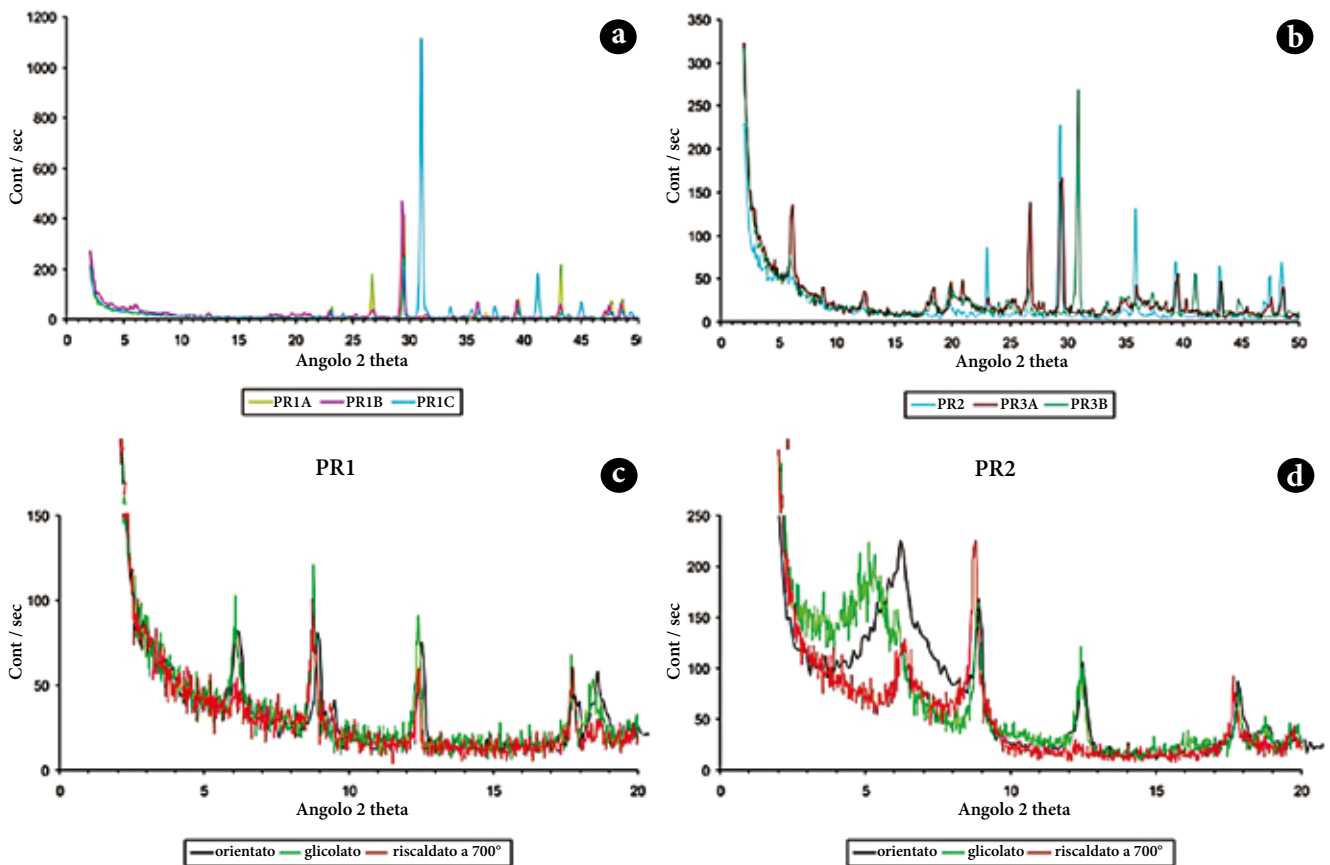 a
1200
1000
800
600
400
200
0
Cont / sec
0 5 10 15 20 25 30 35 40 45 50
Angolo 2 theta
PR1A PR1B PR1C
b
350
300
250
200
150
100
50
0
Cont / sec
0 5 10 15 20 25 30 35 40 45 50
Angolo 2 theta
PR2 PR3A PR3B
PR1
c
150
100
50
0
Cont / sec
0 5 10 15 20
Angolo 2 theta
orientato glicolato riscaldato a 700°
PR2
d
250
200
150
100
50
0
Cont / sec
0 5 10 15 20
Angolo 2 theta
orientato glicolato riscaldato a 700°